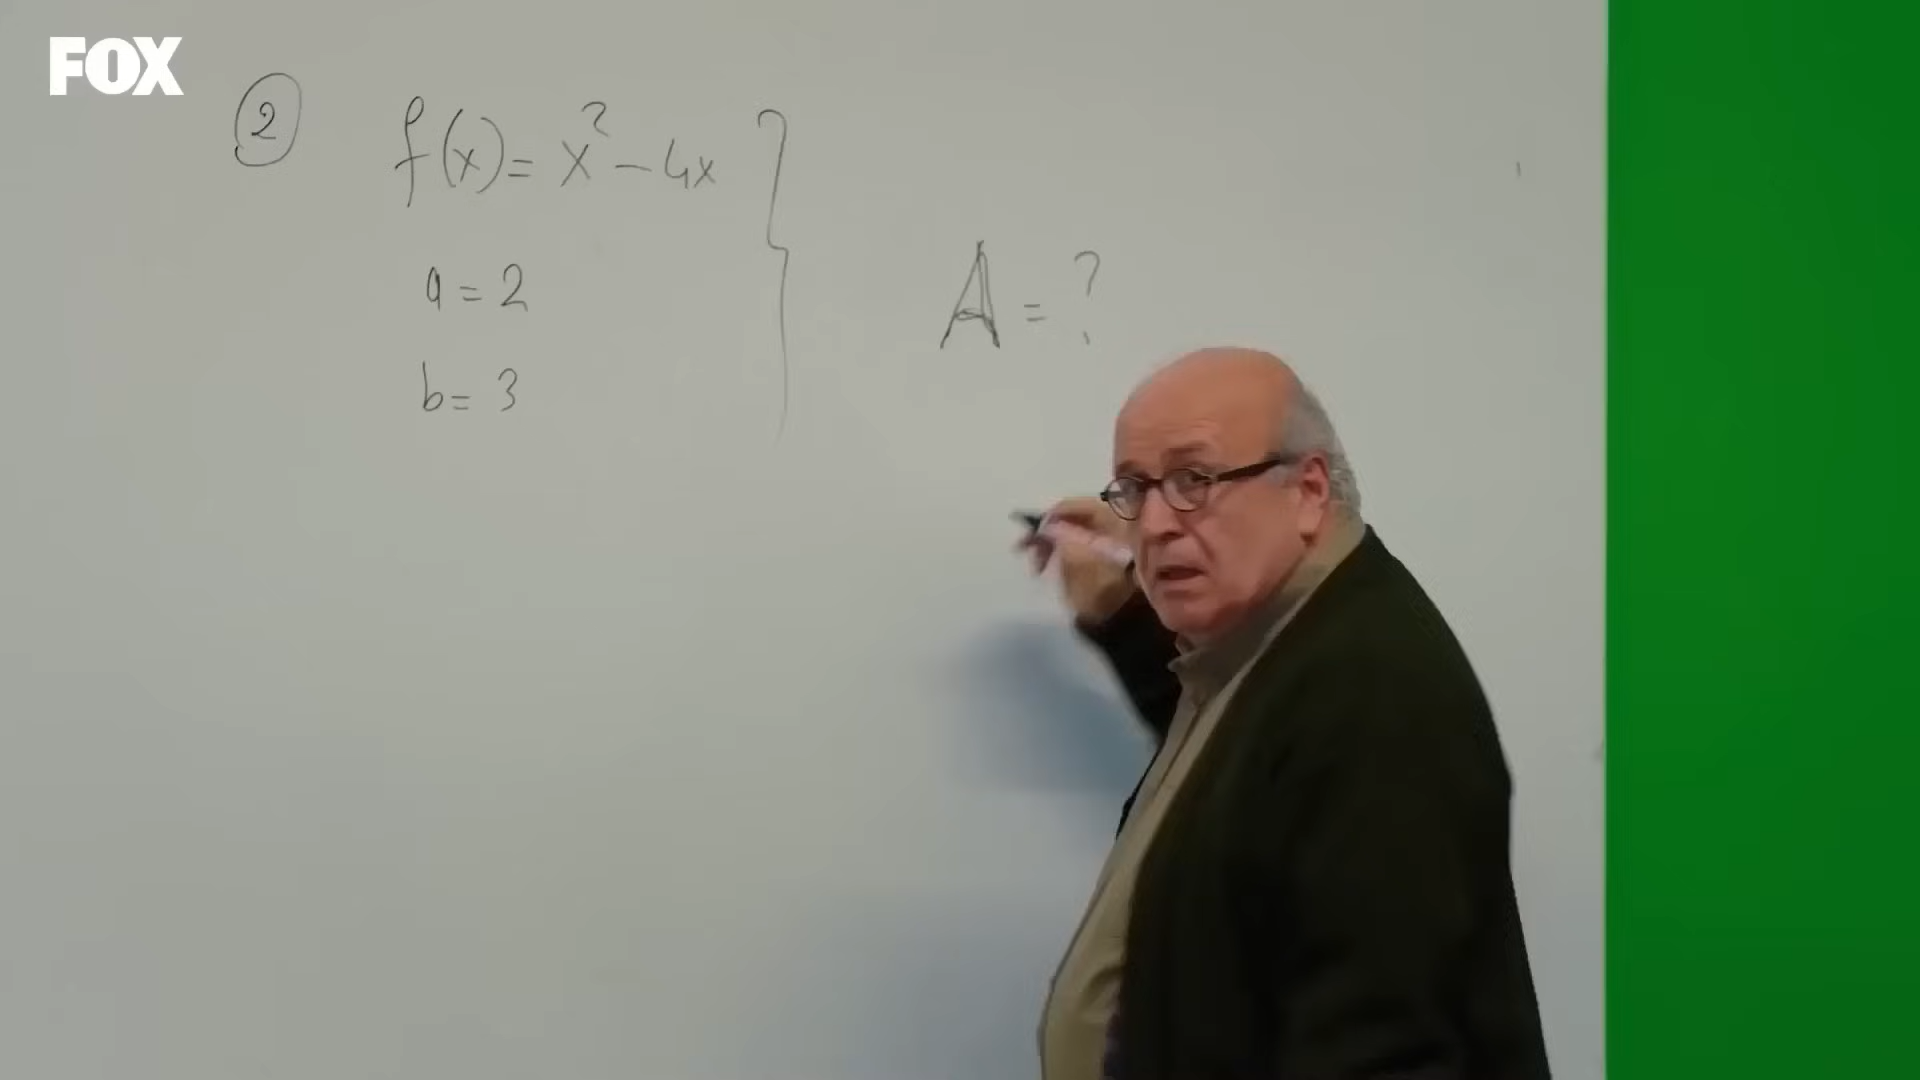 FOX
② f(x) = x² - 4x
a = 2
A = ?
b = 3